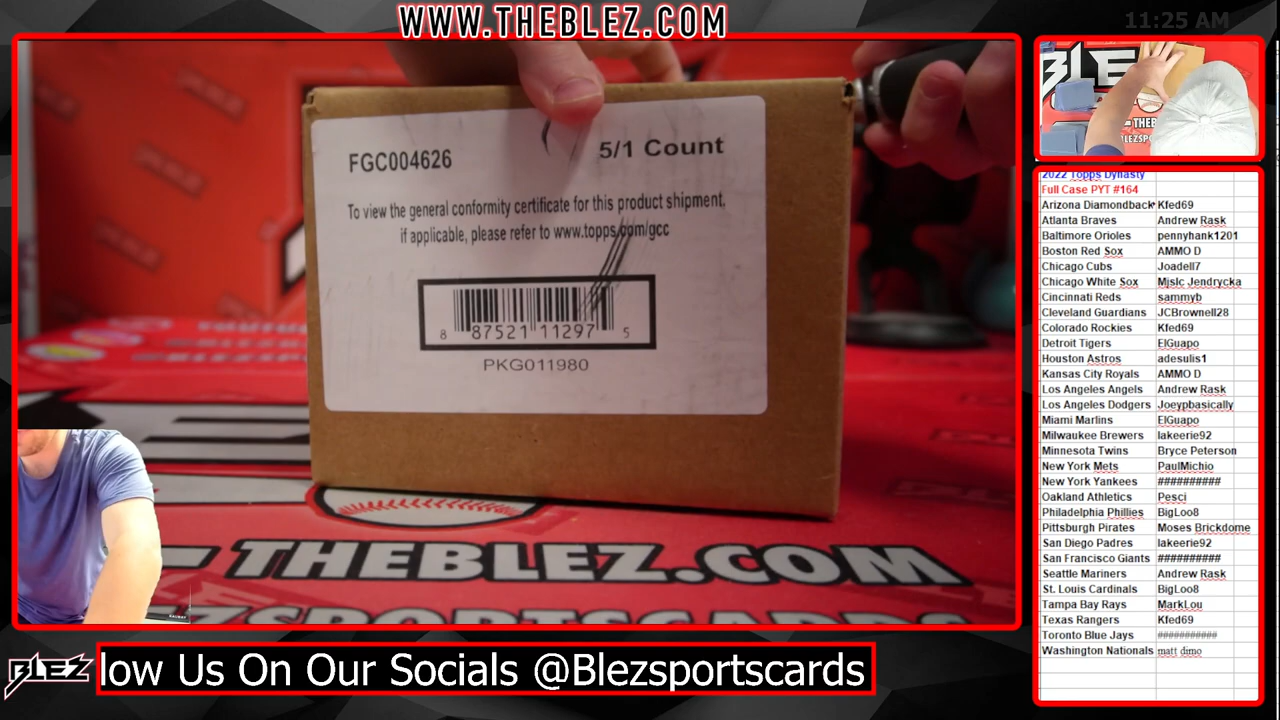 WWW.THEBLEZ.COM
11:25 AM
FGC004626
5/1 Count
To view the general conformity certificate for this product shipment.
if applicable, please refer to www.topps.com/gcc
8 87521 11297 5
PKG011980
THEBLEZ.COM
BLEZ
low Us On Our Socials @Blezsportscards
2022 Topps Dynasty
Full Case PYT #164
Arizona Diamondback Kfed69
Atlanta Braves Andrew Rask
Baltimore Orioles pennyhank1201
Boston Red Sox AMMO D
Chicago Cubs Joadell7
Chicago White Sox Mjslc Jendrycka
Cincinnati Reds sammyb
Cleveland Guardians JCBrownell28
Colorado Rockies Kfed69
Detroit Tigers ElGuapo
Houston Astros adesulis1
Kansas City Royals AMMO D
Los Angeles Angels Andrew Rask
Los Angeles Dodgers Joeypbasically
Miami Marlins ElGuapo
Milwaukee Brewers lakeerie92
Minnesota Twins Bryce Peterson
New York Mets PaulMichio
New York Yankees ##########
Oakland Athletics Pesci
Philadelphia Phillies BigLoo8
Pittsburgh Pirates Moses Brickdome
San Diego Padres lakeerie92
San Francisco Giants ##########
Seattle Mariners Andrew Rask
St. Louis Cardinals BigLoo8
Tampa Bay Rays MarkLou
Texas Rangers Kfed69
Toronto Blue Jays ###########
Washington Nationals matt dimo